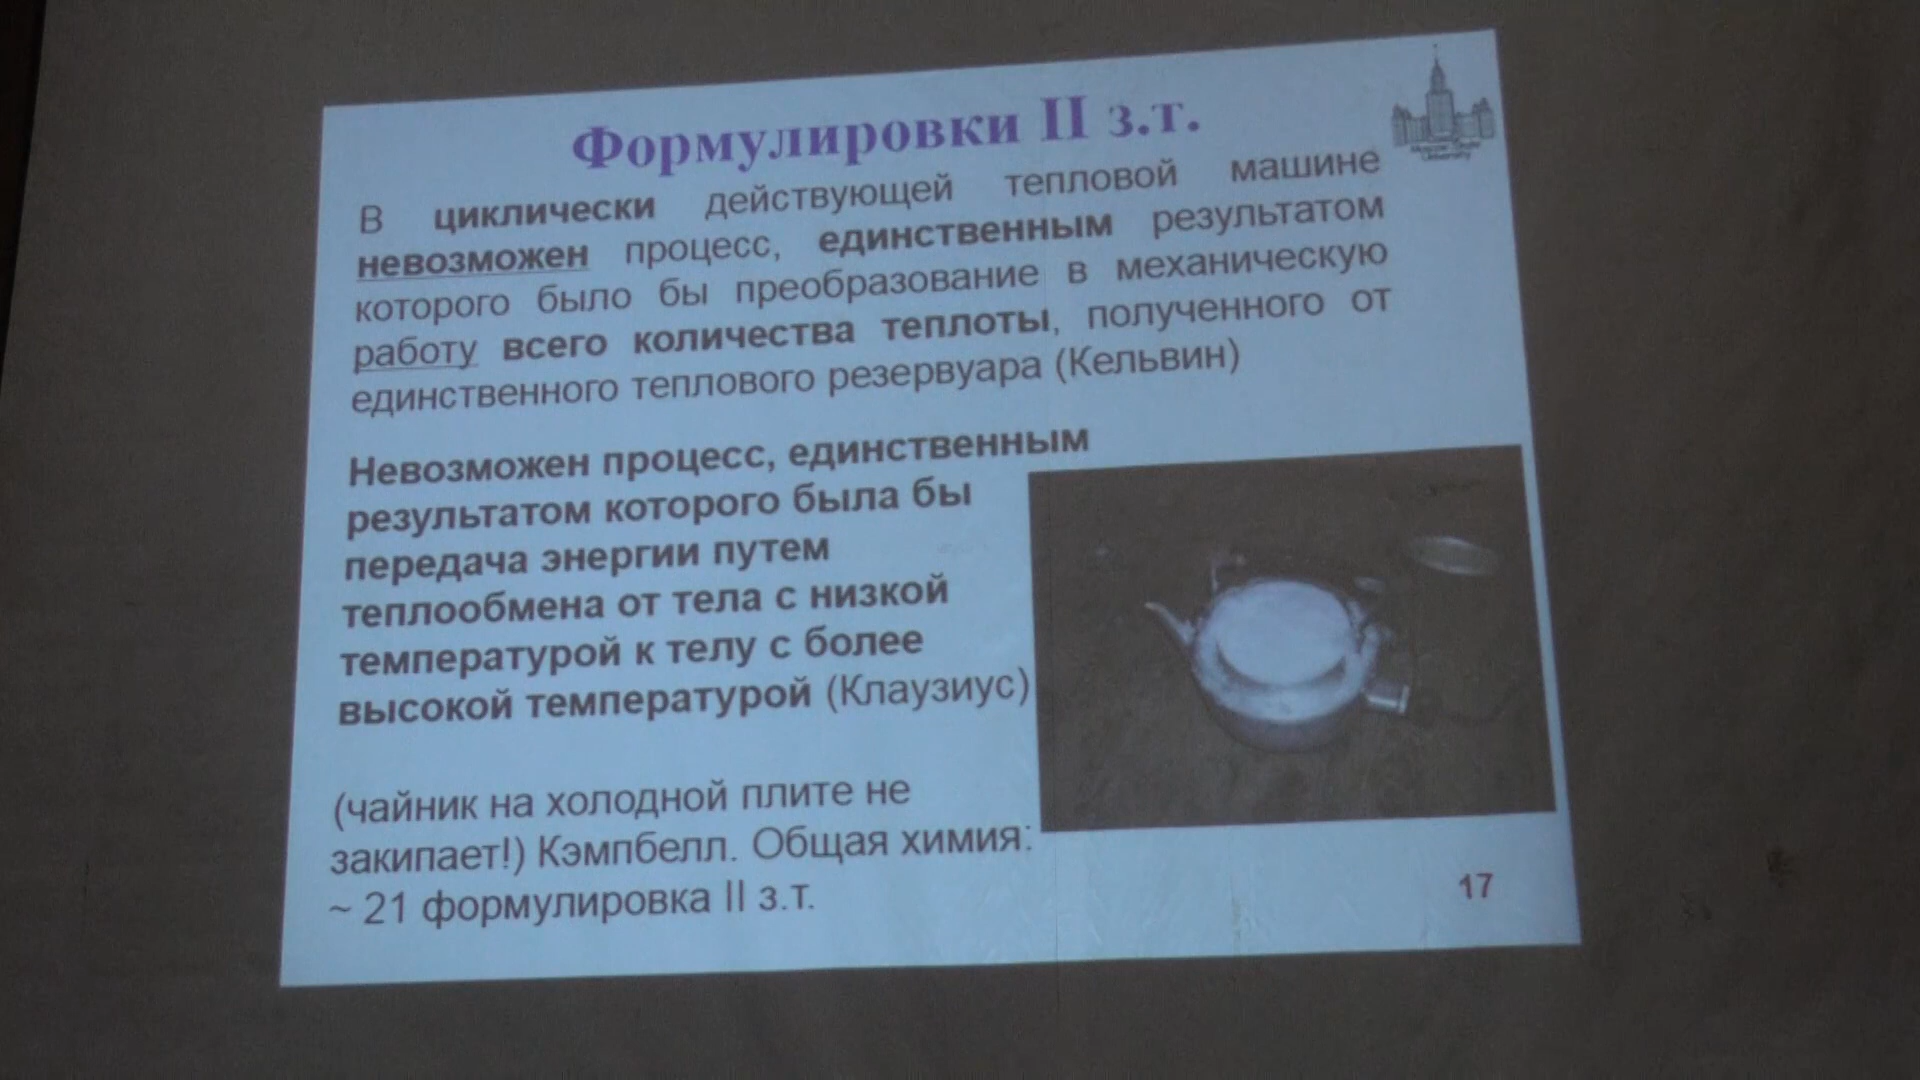 Формулировки II з.т.
Moscow State
University
В циклически действующей тепловой машине
невозможен процесс, единственным результатом
которого было бы преобразование в механическую
работу всего количества теплоты, полученного от
единственного теплового резервуара (Кельвин)
Невозможен процесс, единственным
результатом которого была бы
передача энергии путем
теплообмена от тела с низкой
температурой к телу с более
высокой температурой (Клаузиус)
(чайник на холодной плите не
закипает!) Кэмпбелл. Общая химия:
~ 21 формулировка II з.т.
17